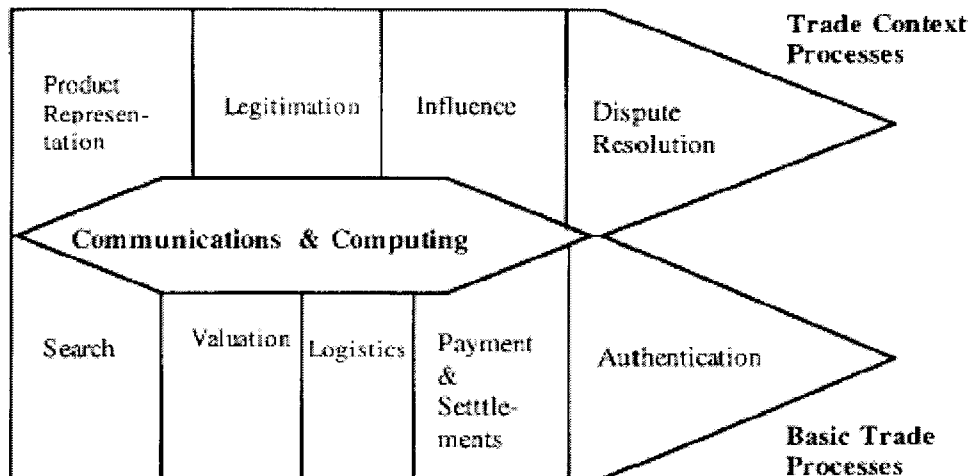 Trade Context
Processes
Product
Represen-
tation
Legitimation
Influence
Dispute
Resolution
Communications & Computing
Search
Valuation
Logistics
Payment
&
Setttle-
ments
Authentication
Basic Trade
Processes